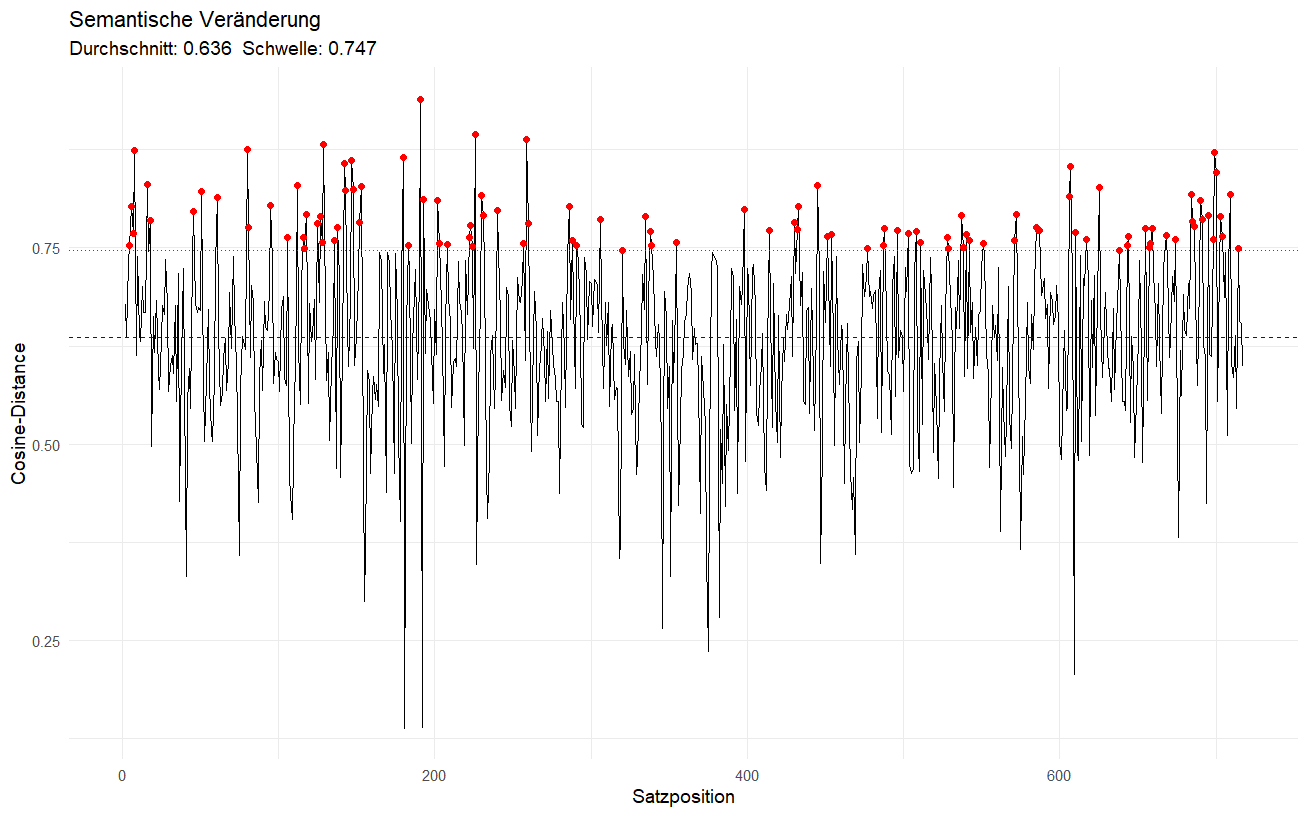 Semantische Veränderung
Durchschnitt: 0.636  Schwelle: 0.747
Cosine-Distance
0.75
0.50
0.25
0
200
400
600
Satzposition